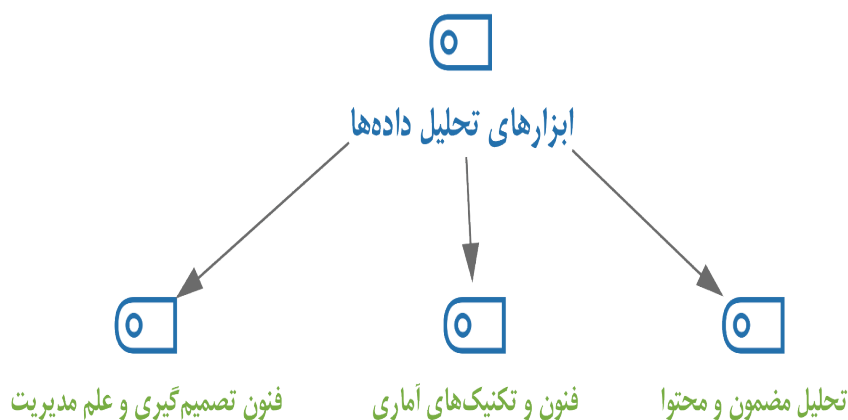 ابزارهای تحلیل داده‌ها
تحلیل مضمون و محتوا
فنون و تکنیک‌های آماری
فنون تصمیم‌گیری و علم مدیریت